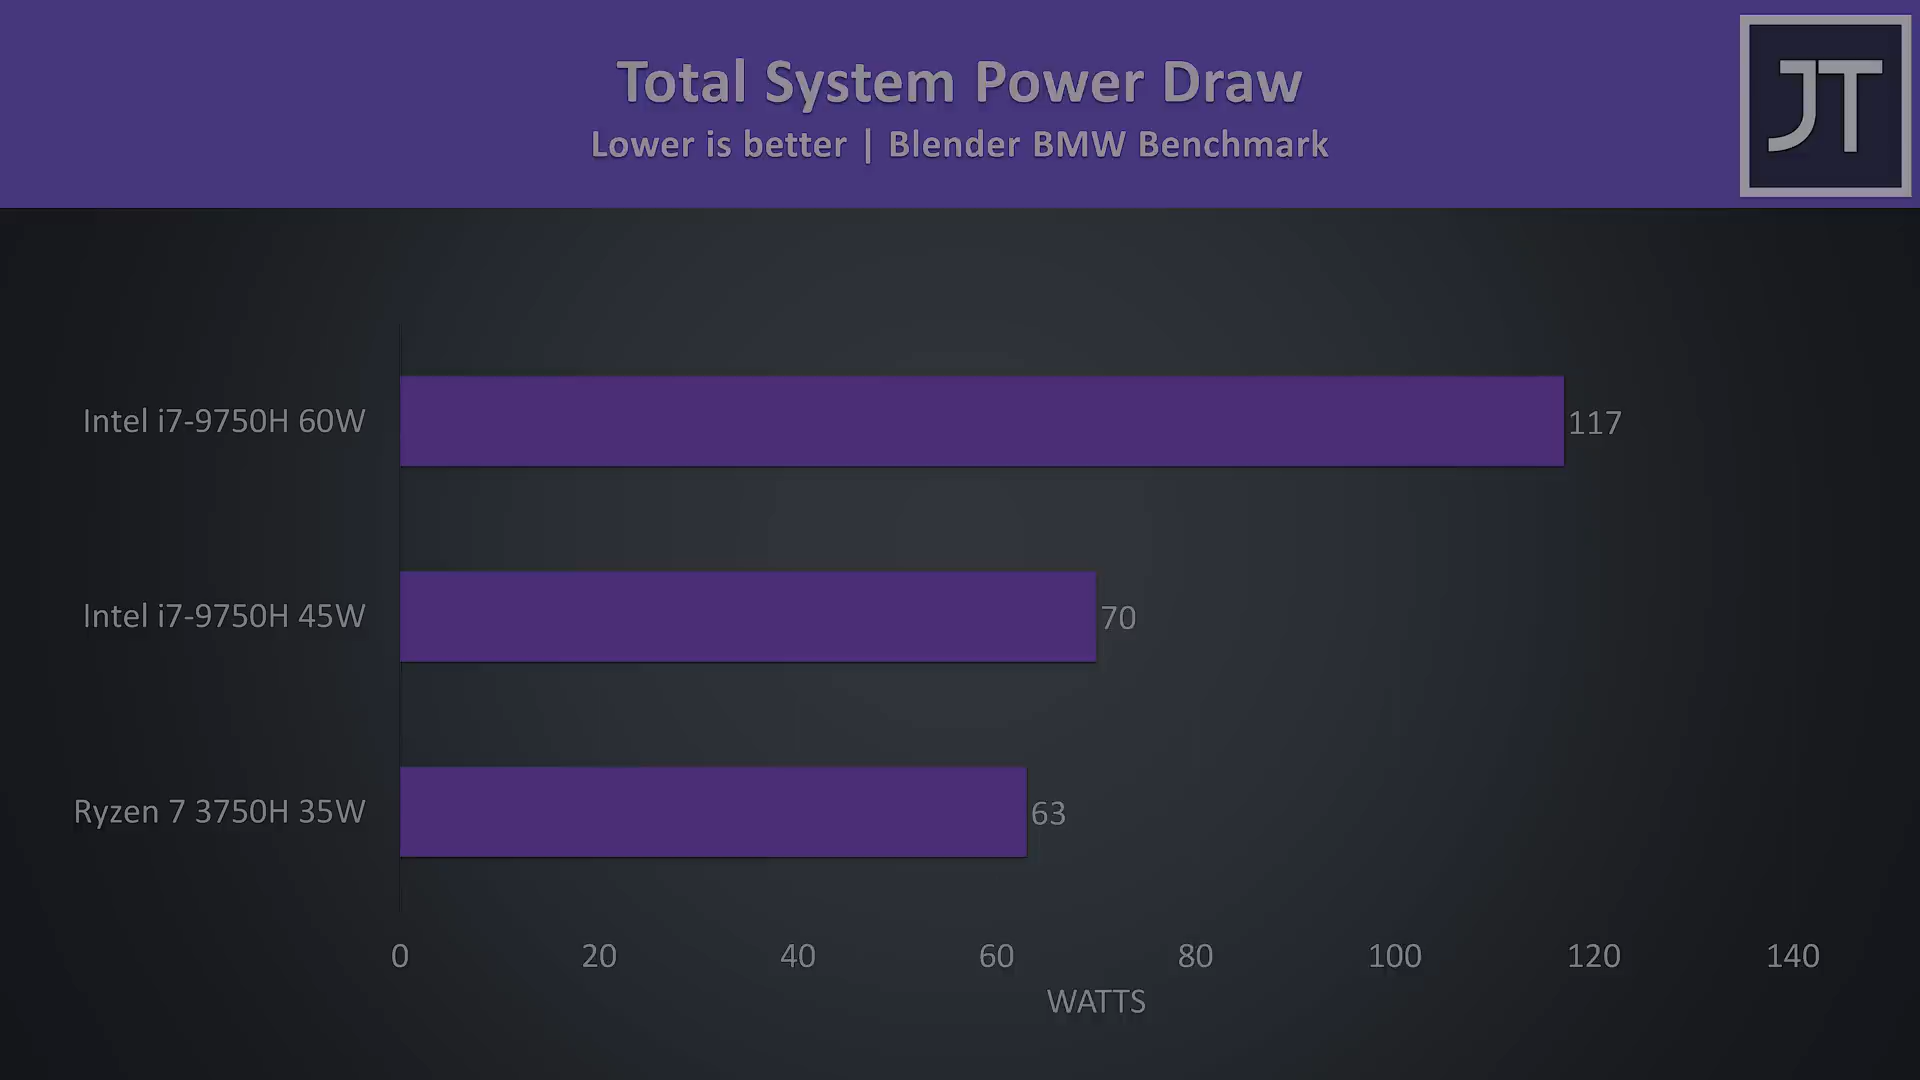 Total System Power Draw
Lower is better | Blender BMW Benchmark
JT
Intel i7-9750H 60W 117
Intel i7-9750H 45W 70
Ryzen 7 3750H 35W 63
0 20 40 60 80 100 120 140
WATTS